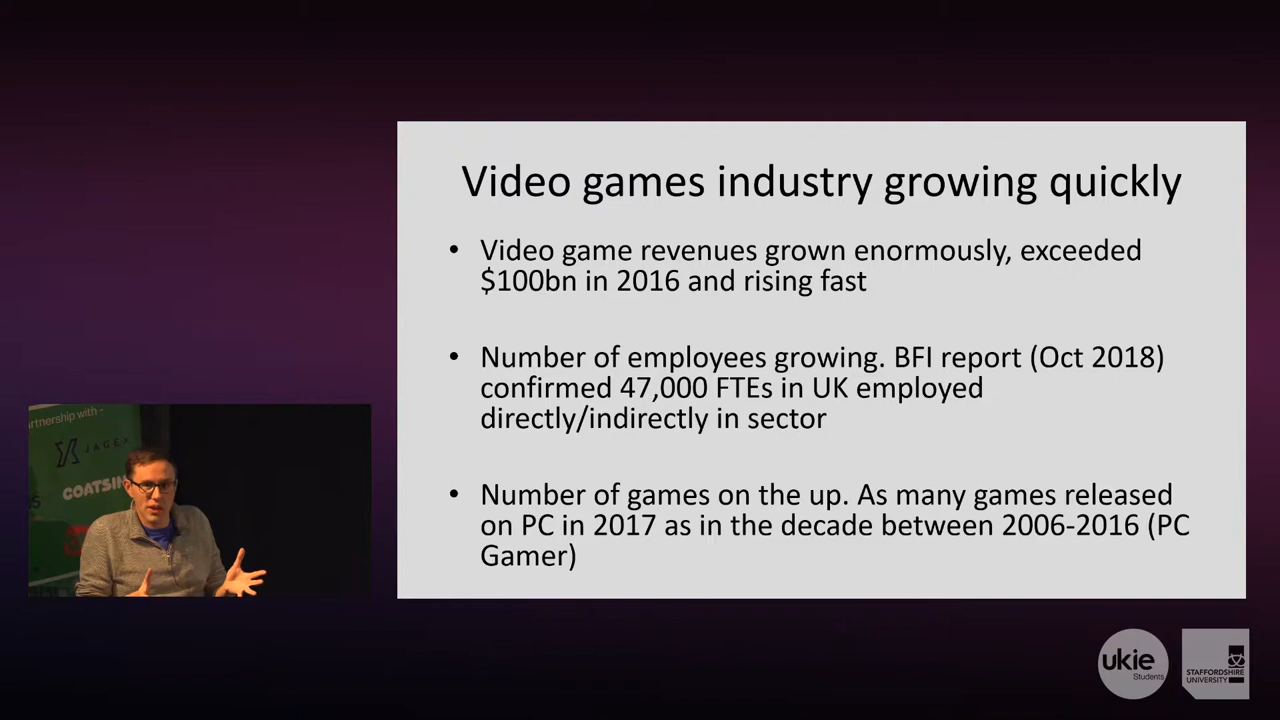 Video games industry growing quickly
• Video game revenues grown enormously, exceeded
$100bn in 2016 and rising fast
• Number of employees growing. BFI report (Oct 2018)
confirmed 47,000 FTEs in UK employed
directly/indirectly in sector
• Number of games on the up. As many games released
on PC in 2017 as in the decade between 2006-2016 (PC
Gamer)
artnership with -
JAGEX
COATSIN
ukie
Students
STAFFORDSHIRE
UNIVERSITY